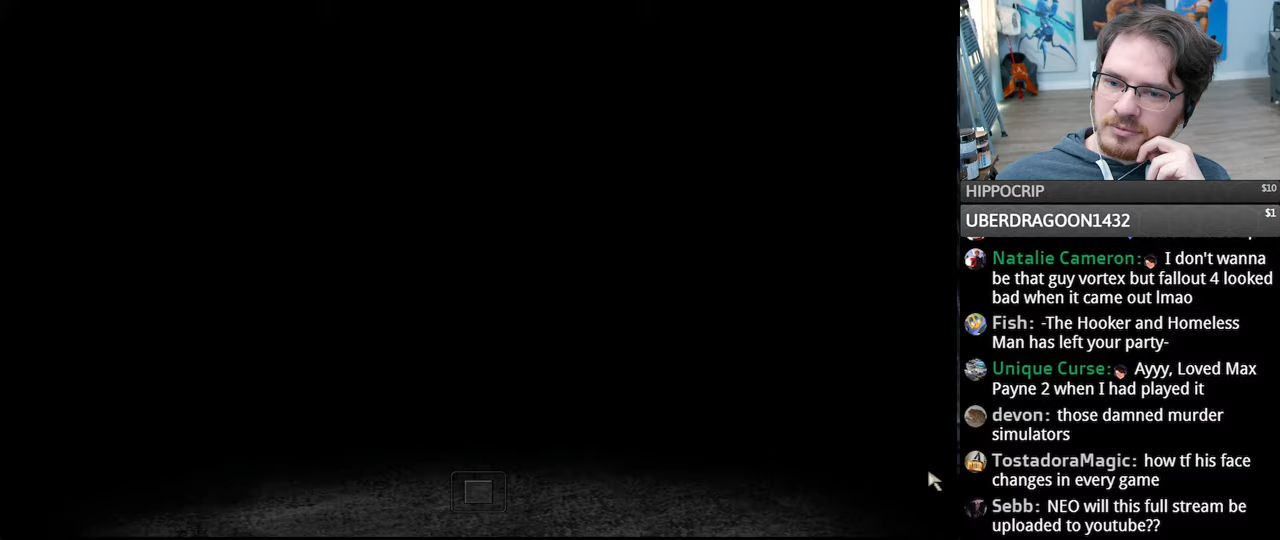 HIPPOCRIP $10
UBERDRAGOON1432 $1
Natalie Cameron: I don't wanna
be that guy vortex but fallout 4 looked
bad when it came out lmao
Fish: -The Hooker and Homeless
Man has left your party-
Unique Curse: Ayyy, Loved Max
Payne 2 when I had played it
devon: those damned murder
simulators
TostadoraMagic: how tf his face
changes in every game
Sebb: NEO will this full stream be
uploaded to youtube??